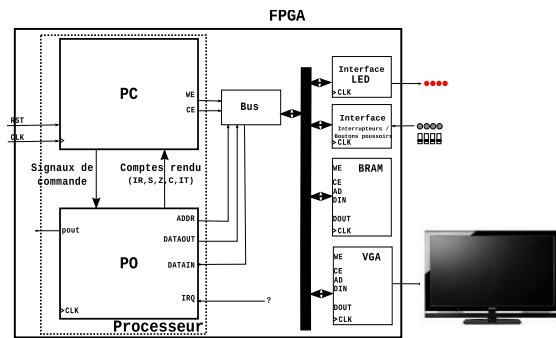 FPGA
PC
WE
CE
RST
CLK
Bus
Interface
LED
CLK
Interface
Interrupteurs /
Boutons poussoirs
CLK
Signaux de
commande
Comptes rendu
(IR,S,Z,C,IT)
WE
BRAM
CE
AD
DIN
DOUT
CLK
pout
PO
ADDR
DATAOUT
DATAIN
IRQ
?
CLK
Processeur
WE
VGA
CE
AD
DIN
DOUT
CLK